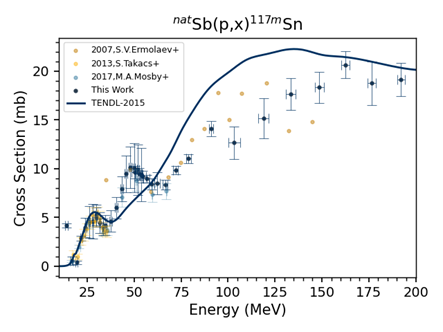 natSb(p,x)117mSn
2007,S.V.Ermolaev+
2013,S.Takacs+
2017,M.A.Mosby+
This Work
TENDL-2015
Cross Section (mb)
20
15
10
5
0
25
50
75
100
125
150
175
200
Energy (MeV)